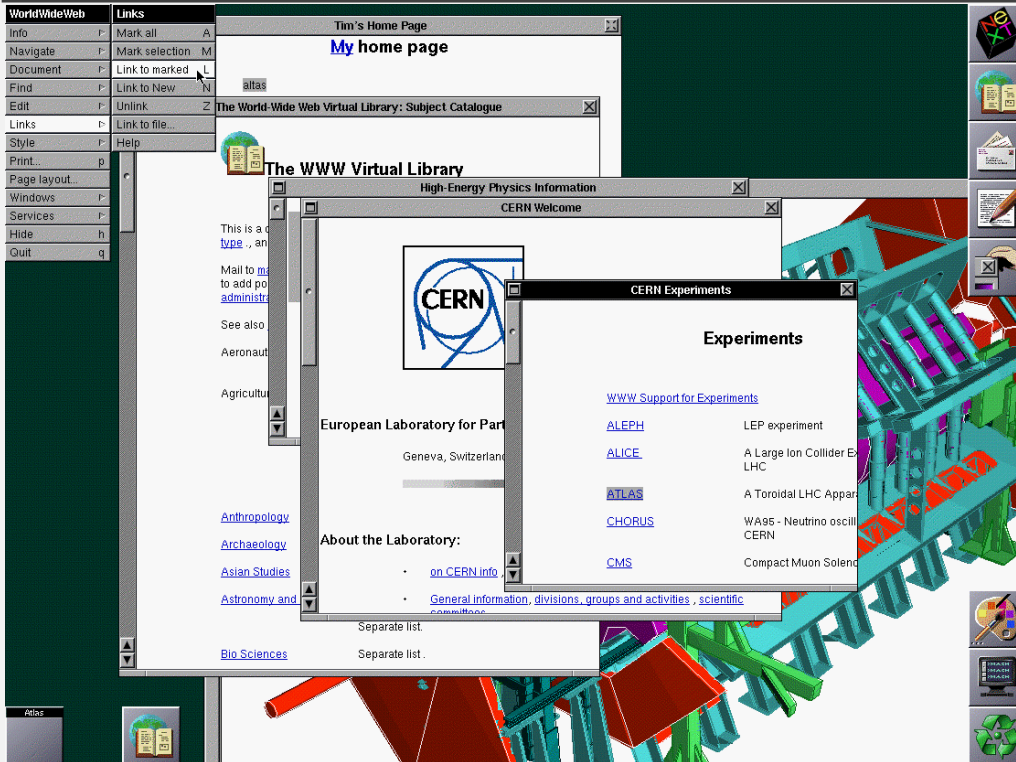 WorldWideWeb
Info
Navigate
Document
Find
Edit
Links
Style
Print... p
Page layout...
Windows
Services
Hide h
Quit q
Links
Mark all A
Mark selection M
Link to marked L
Link to New N
Unlink Z
Link to file...
Help
Tim's Home Page
My home page
altas
The World-Wide Web Virtual Library: Subject Catalogue
The WWW Virtual Library
This is a
type ., an
Mail to
to add po
See also
Agricultu
Anthropology
Archaeology
Asian Studies
Astronomy and
Separate list.
Bio Sciences Separate list .
High-Energy Physics Information
CERN Welcome
CERN
European Laboratory for Part
Geneva, Switzerland
About the Laboratory:
• on CERN info ,
• General information, divisions, groups and activities , scientific
committees
CERN Experiments
Experiments
WWW Support for Experiments
ALEPH LEP experiment
ALICE A Large Ion Collider Ex
LHC
ATLAS A Toroidal LHC Appar
CHORUS WA95 - Neutrino oscill
CERN
CMS Compact Muon Soleno
NeXT
Atlas